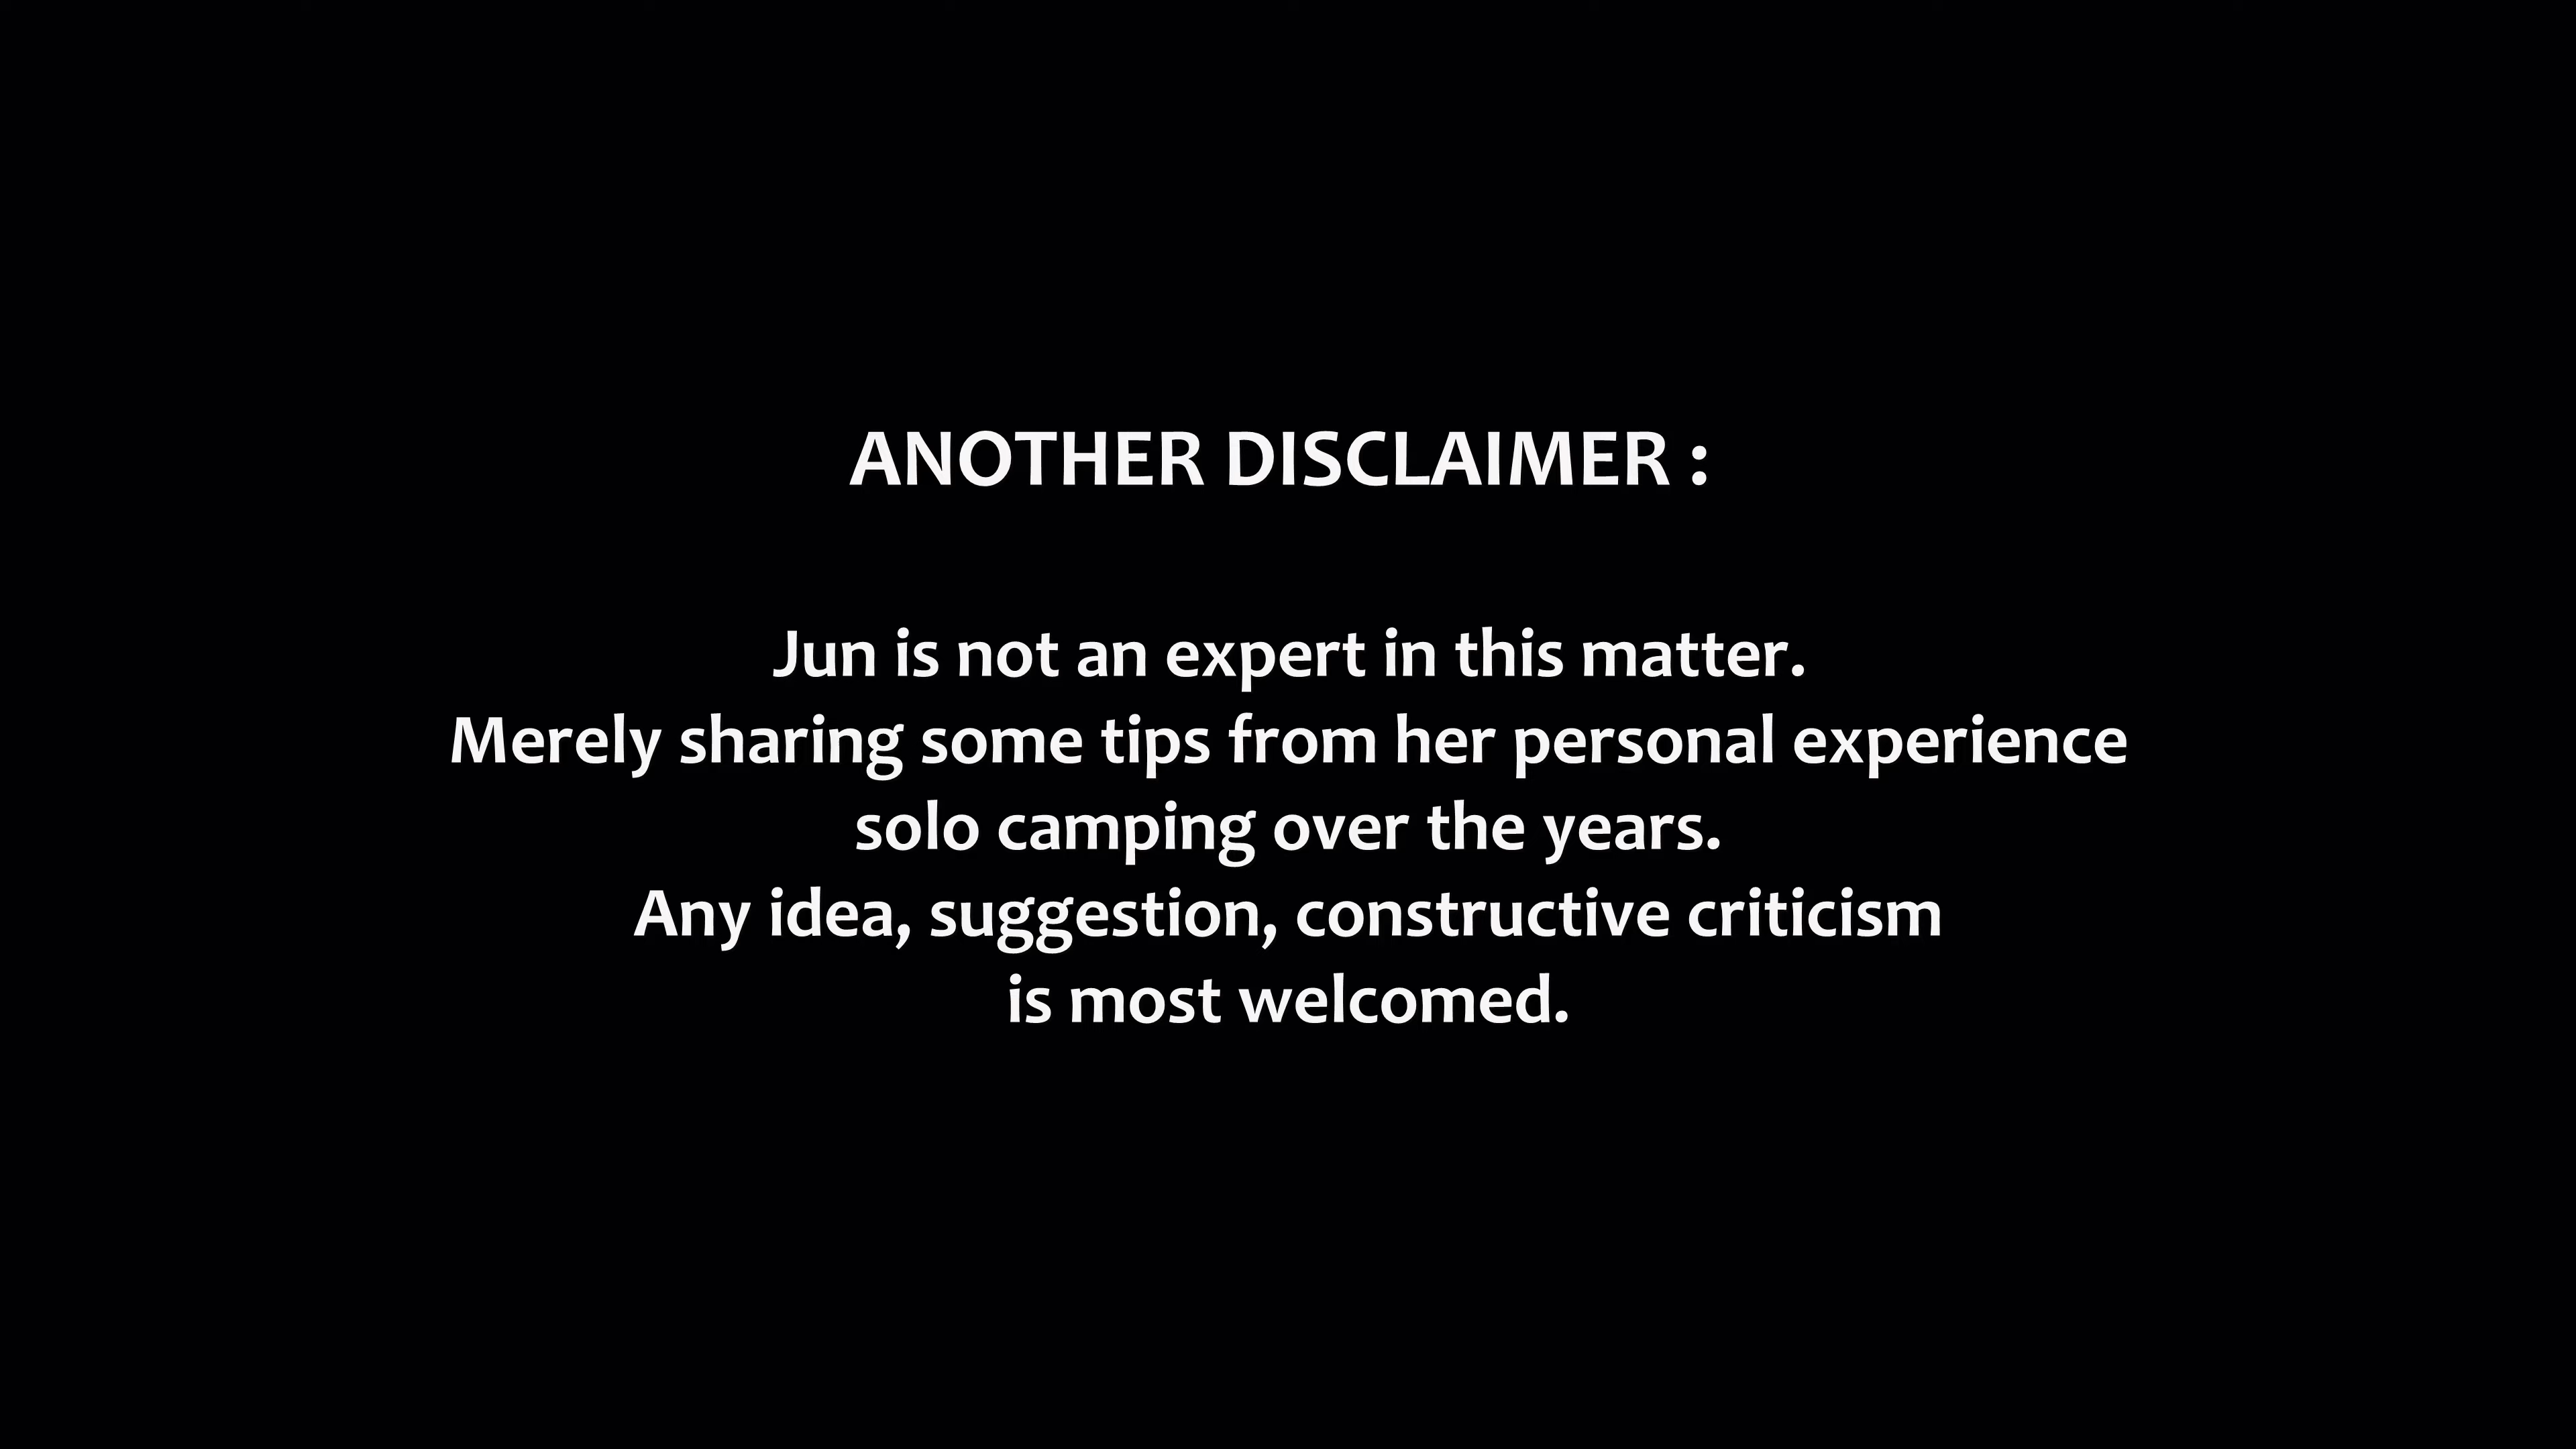 ANOTHER DISCLAIMER :
Jun is not an expert in this matter.
Merely sharing some tips from her personal experience
solo camping over the years.
Any idea, suggestion, constructive criticism
is most welcomed.